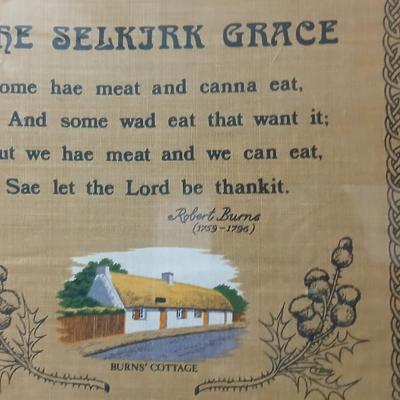 HE SELKIRK GRACE
ome hae meat and canna eat,
And some wad eat that want it;
ut we hae meat and we can eat,
Sae let the Lord be thankit.
Robert Burns
(1759-1796)
BURNS' COTTAGE